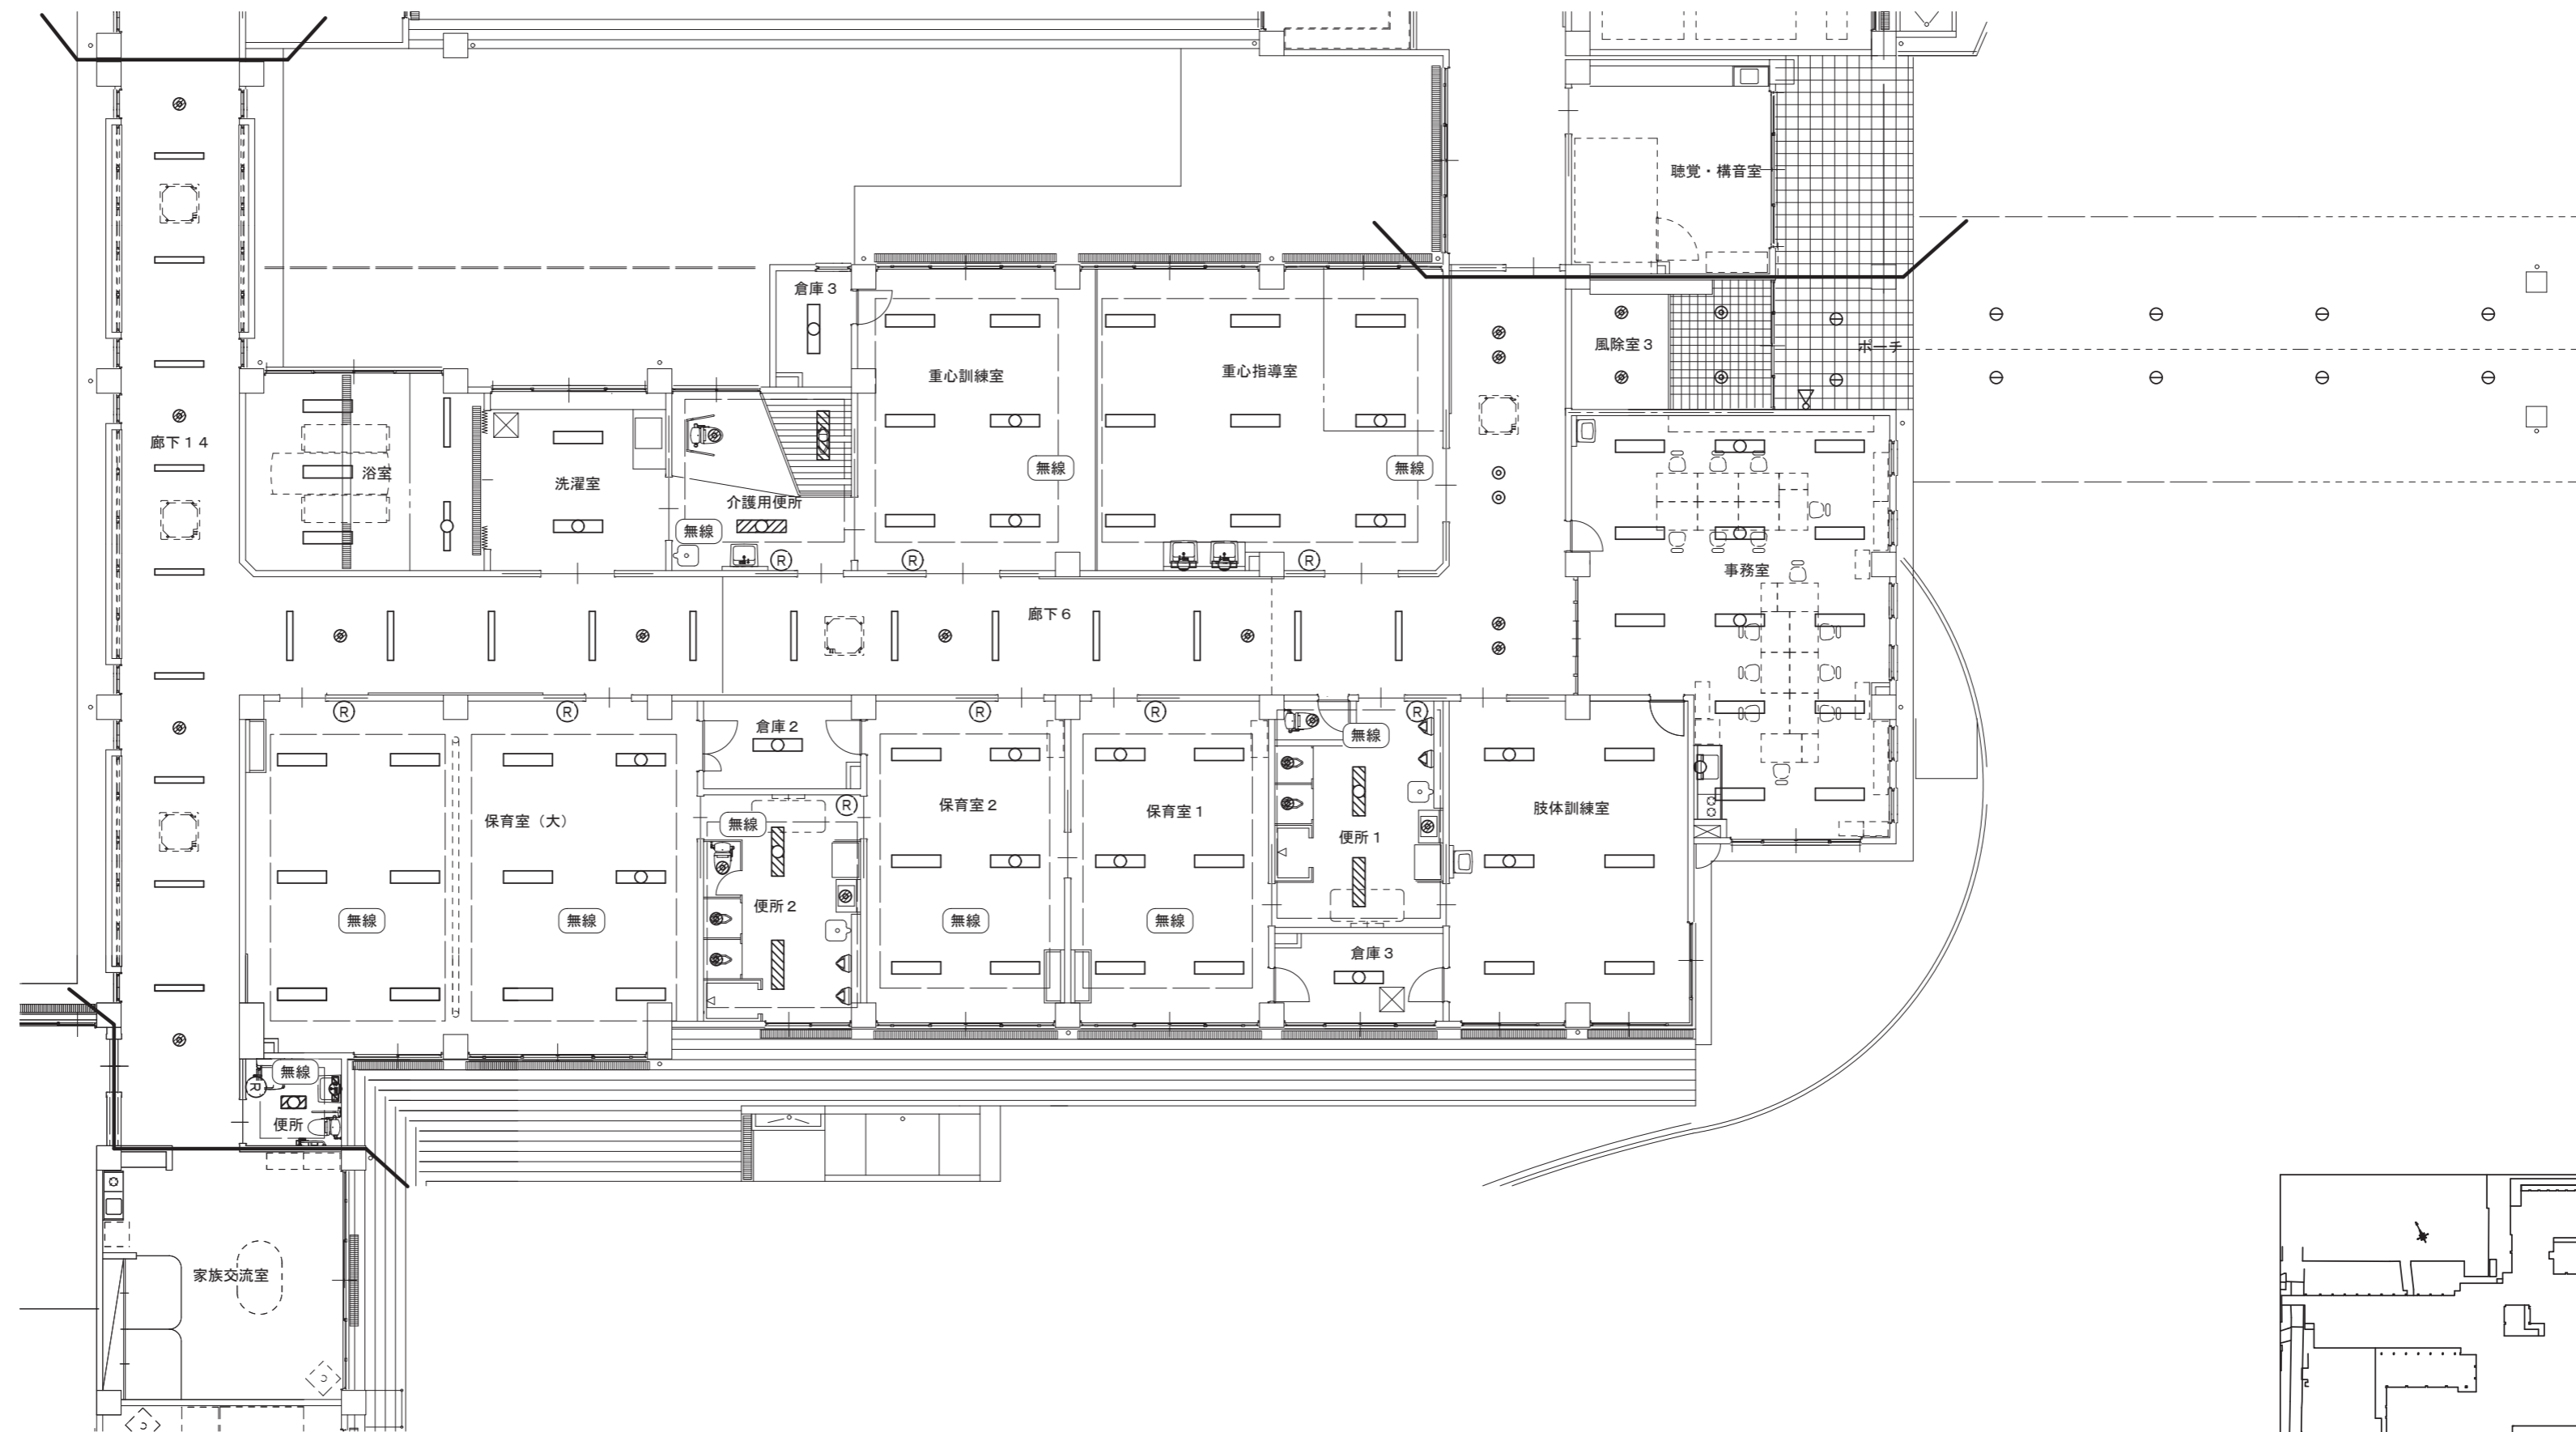 聴覚・構音室
倉庫３
風除室３
ポーチ
重心訓練室
重心指導室
廊下１４
浴室
洗濯室
介護用便所
無線
無線
無線
R
R
R
事務室
廊下６
R
R
R
R
R
倉庫２
無線
R
保育室（大）
無線
保育室２
保育室１
肢体訓練室
便所１
便所２
無線
無線
無線
無線
倉庫３
無線
R
便所
家族交流室